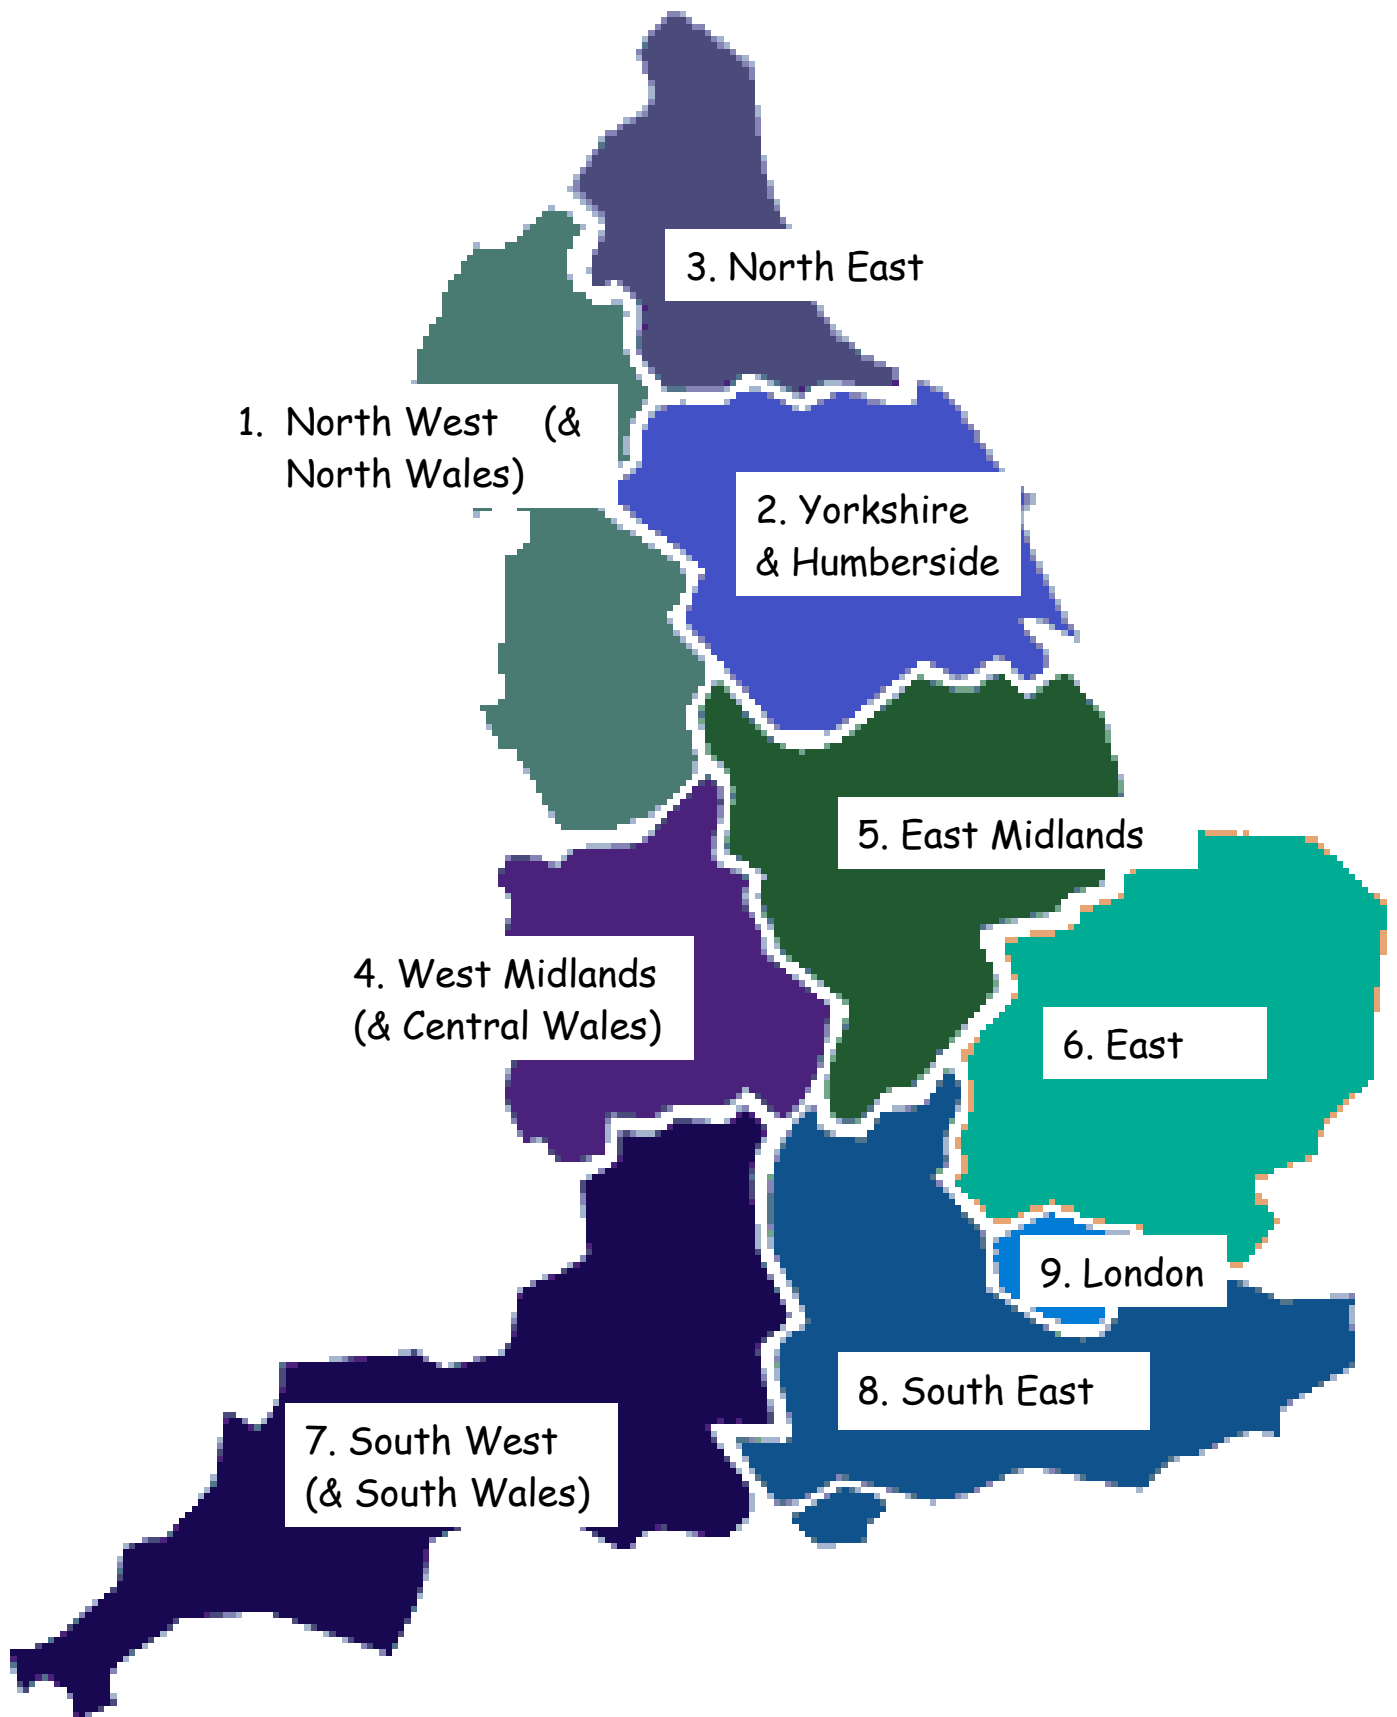 3. North East
1. North West (&
North Wales)
2. Yorkshire
& Humberside
5. East Midlands
4. West Midlands
(& Central Wales)
6. East
9. London
8. South East
7. South West
(& South Wales)